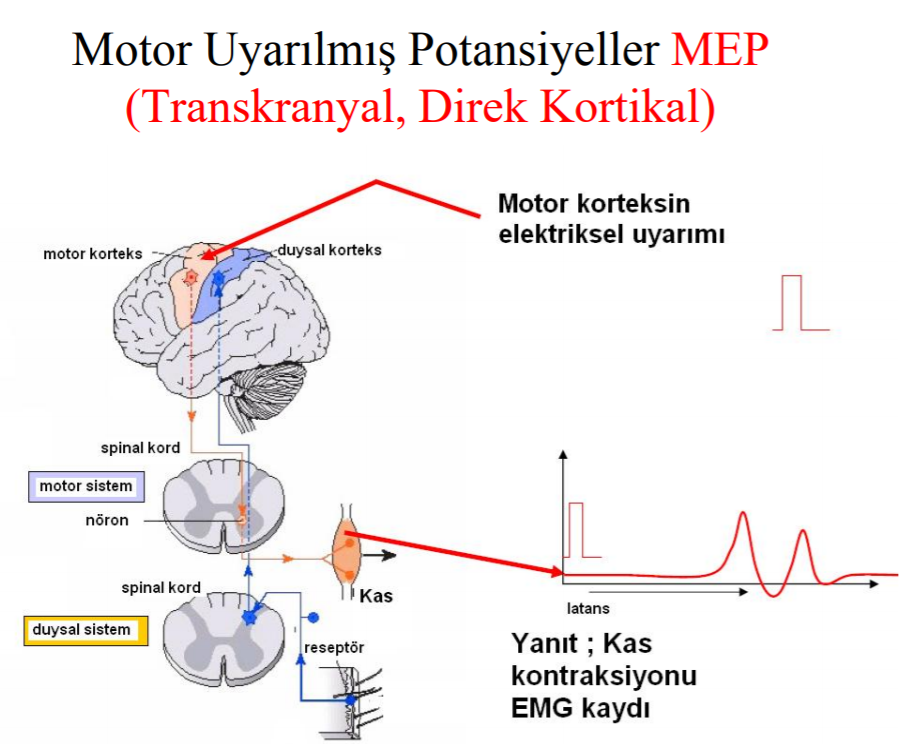 Motor Uyarılmış Potansiyeller MEP
(Transkranyal, Direk Kortikal)
Motor korteksin
elektriksel uyarımı
motor korteks
duysal korteks
spinal kord
motor sistem
nöron
spinal kord
Kas
duysal sistem
reseptör
latans
Yanıt ; Kas
kontraksiyonu
EMG kaydı